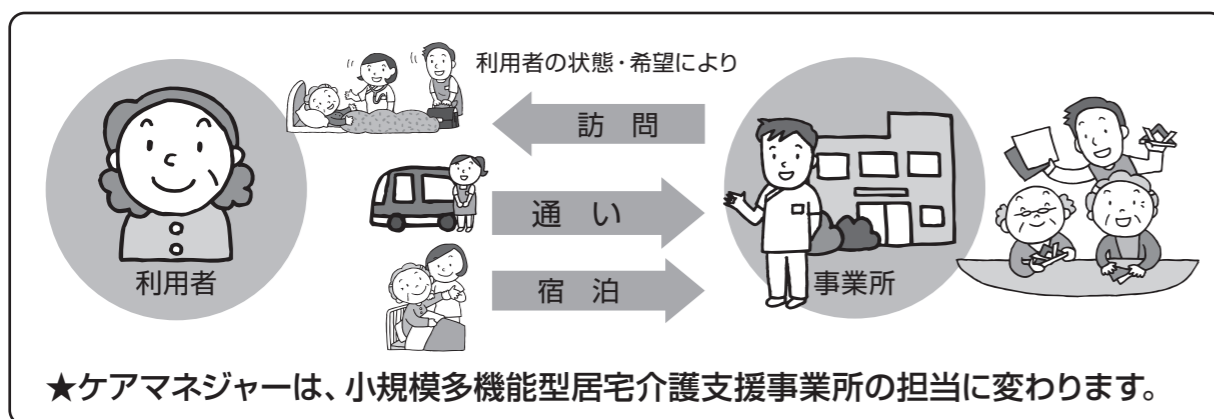 利用者の状態・希望により
訪問
通い
宿泊
利用者
事業所
★ケアマネジャーは、小規模多機能型居宅介護支援事業所の担当に変わります。